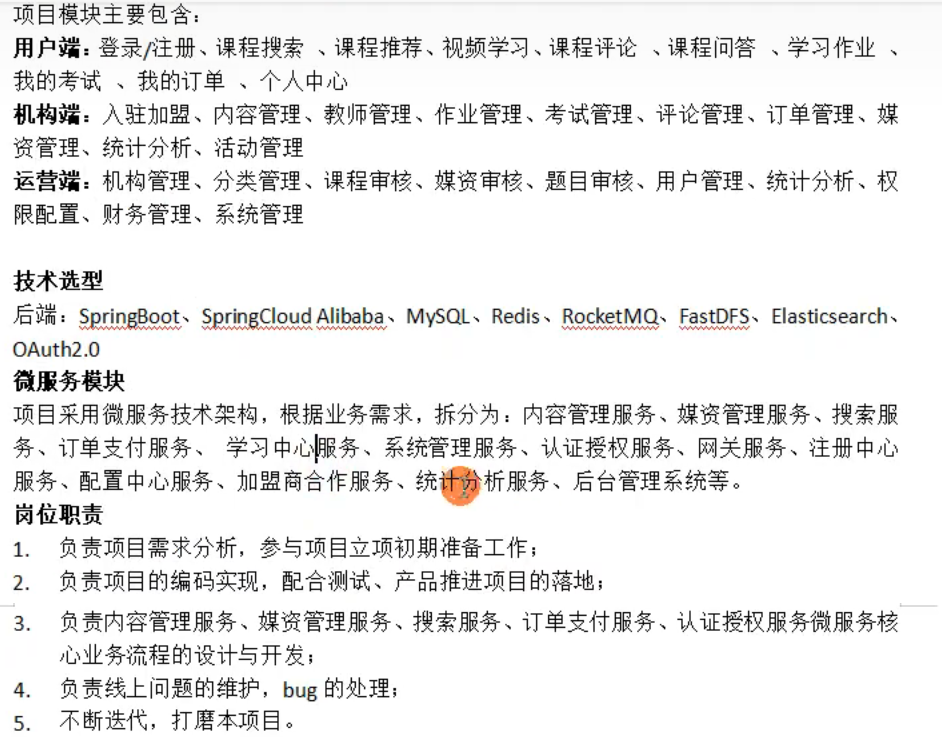 项目模块主要包含：
用户端：登录/注册、课程搜索 、课程推荐、视频学习、课程评论 、课程问答 、学习作业 、
我的考试 、我的订单 、个人中心
机构端：入驻加盟、内容管理、教师管理、作业管理、考试管理、评论管理、订单管理、媒
资管理、统计分析、活动管理
运营端：机构管理、分类管理、课程审核、媒资审核、题目审核、用户管理、统计分析、权
限配置、财务管理、系统管理
技术选型
后端：SpringBoot、SpringCloud Alibaba、MySQL、Redis、RocketMQ、FastDFS、Elasticsearch、
OAuth2.0
微服务模块
项目采用微服务技术架构，根据业务需求，拆分为：内容管理服务、媒资管理服务、搜索服
务、订单支付服务、 学习中心服务、系统管理服务、认证授权服务、网关服务、注册中心
服务、配置中心服务、加盟商合作服务、统计分析服务、后台管理系统等。
岗位职责
1. 负责项目需求分析，参与项目立项初期准备工作；
2. 负责项目的编码实现，配合测试、产品推进项目的落地；
3. 负责内容管理服务、媒资管理服务、搜索服务、订单支付服务、认证授权服务微服务核
心业务流程的设计与开发；
4. 负责线上问题的维护，bug 的处理；
5. 不断迭代，打磨本项目。